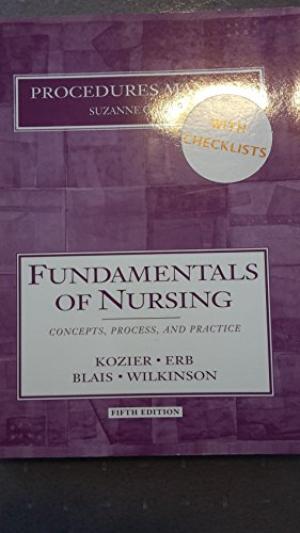 PROCEDURES
SUZANNE
WITH
CHECKLISTS
FUNDAMENTALS
OF NURSING
CONCEPTS, PROCESS, AND PRACTICE
KOZIER • ERB
BLAIS • WILKINSON
FIFTH EDITION